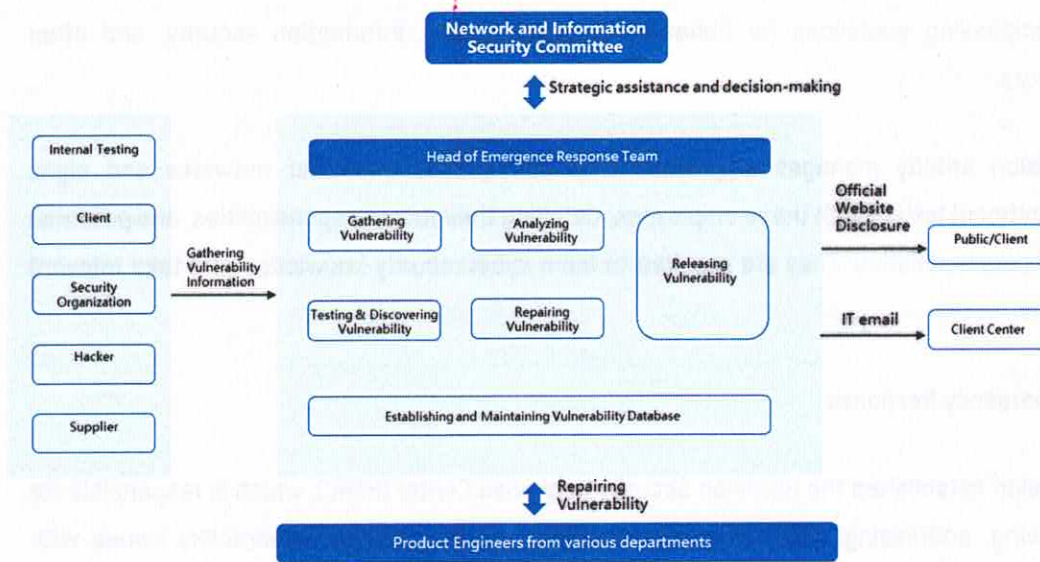 Network and Information
Security Committee
Strategic assistance and decision-making
Internal Testing
Client
Security
Organization
Hacker
Supplier
Gathering
Vulnerability
Information
Head of Emergence Response Team
Gathering
Vulnerability
Analyzing
Vulnerability
Testing & Discovering
Vulnerability
Repairing
Vulnerability
Releasing
Vulnerability
Establishing and Maintaining Vulnerability Database
Official
Website
Disclosure
Public/Client
IT email
Client Center
Repairing
Vulnerability
Product Engineers from various departments